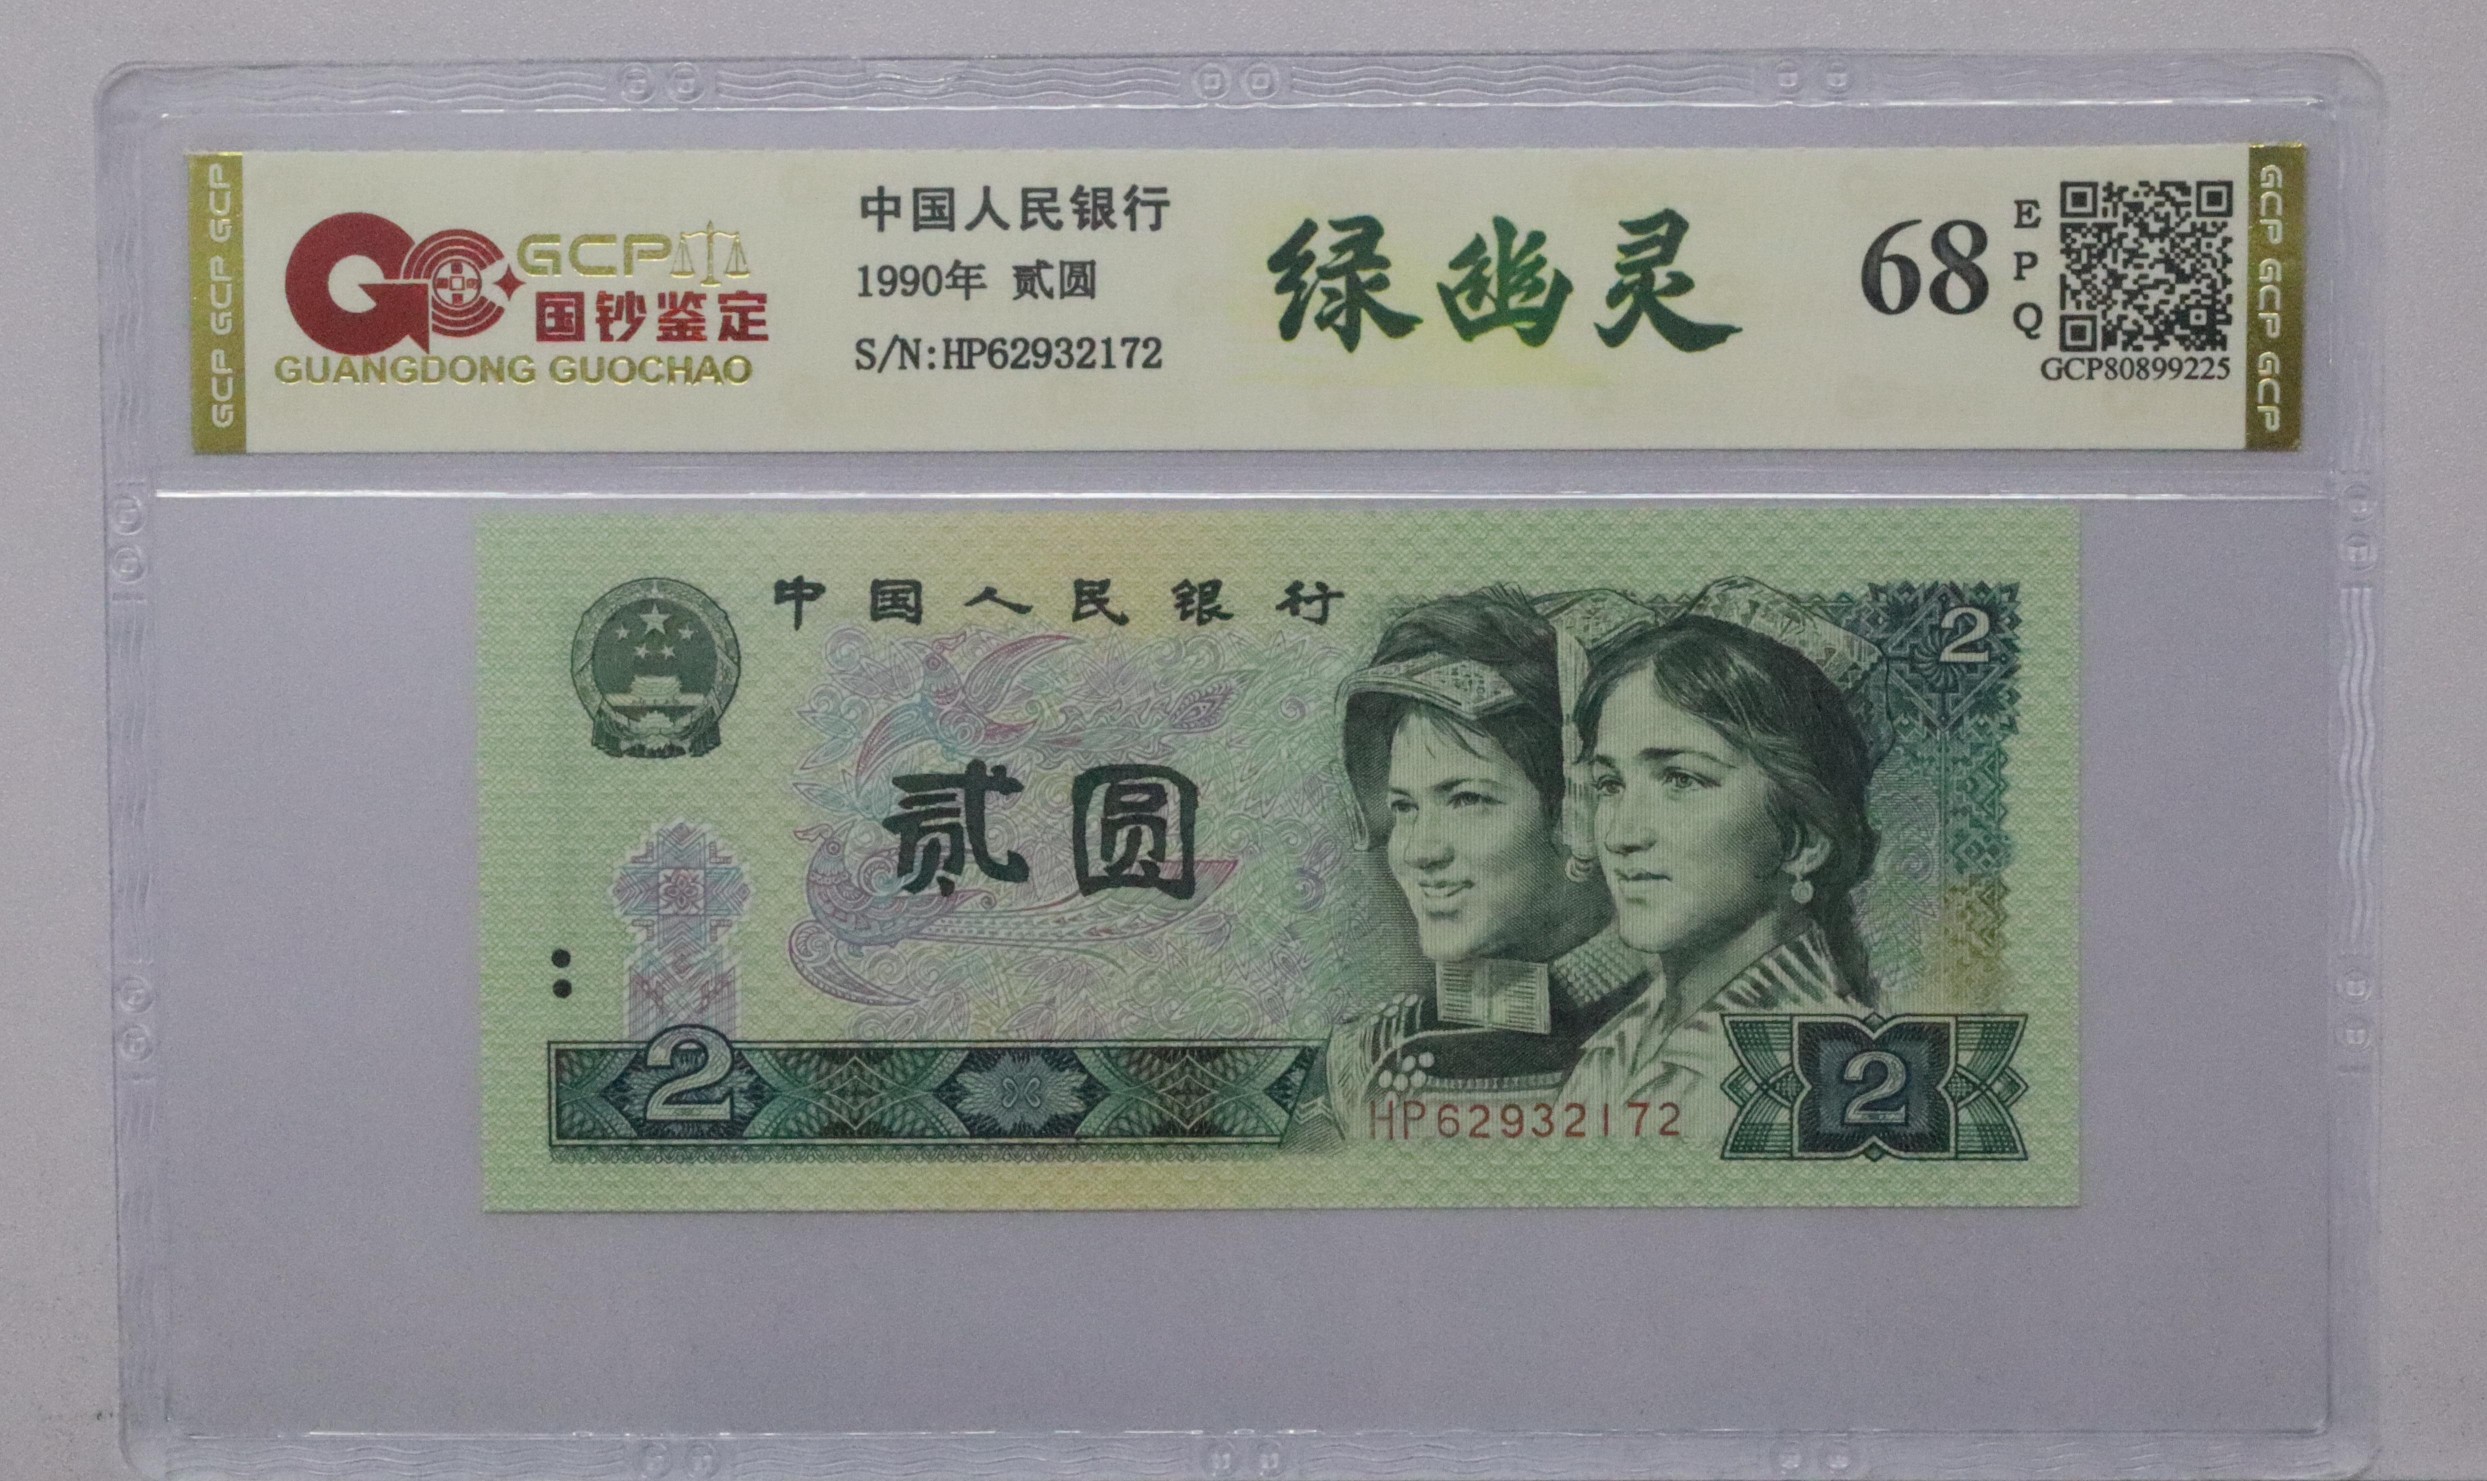 GCP GCP GCP
GCP
国钞鉴定
GUANGDONG GUOCHAO
中国人民银行
1990年 贰圆
S/N:HP62932172
绿幽灵
68
EPQ
GCP80899225
GCP GCP GCP
中国人民银行
2
贰圆
2
HP62932172
2